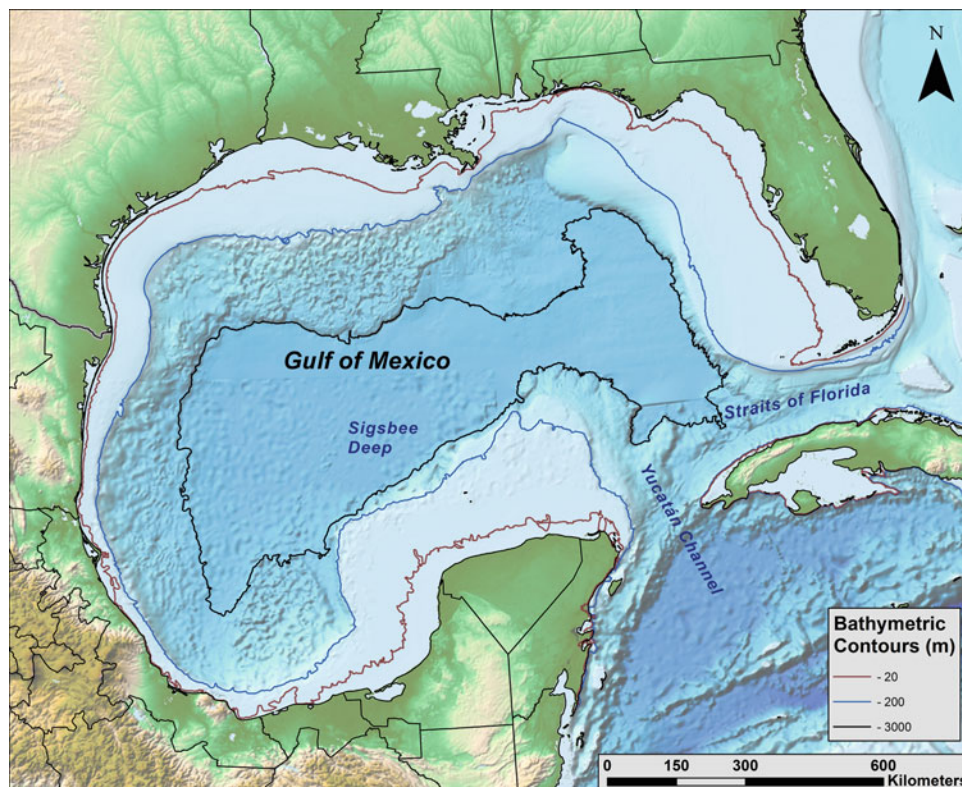 N
Gulf of Mexico
Sigsbee
Deep
Straits of Florida
Yucatán Channel
Bathymetric
Contours (m)
- 20
- 200
- 3000
0 150 300 600
Kilometers